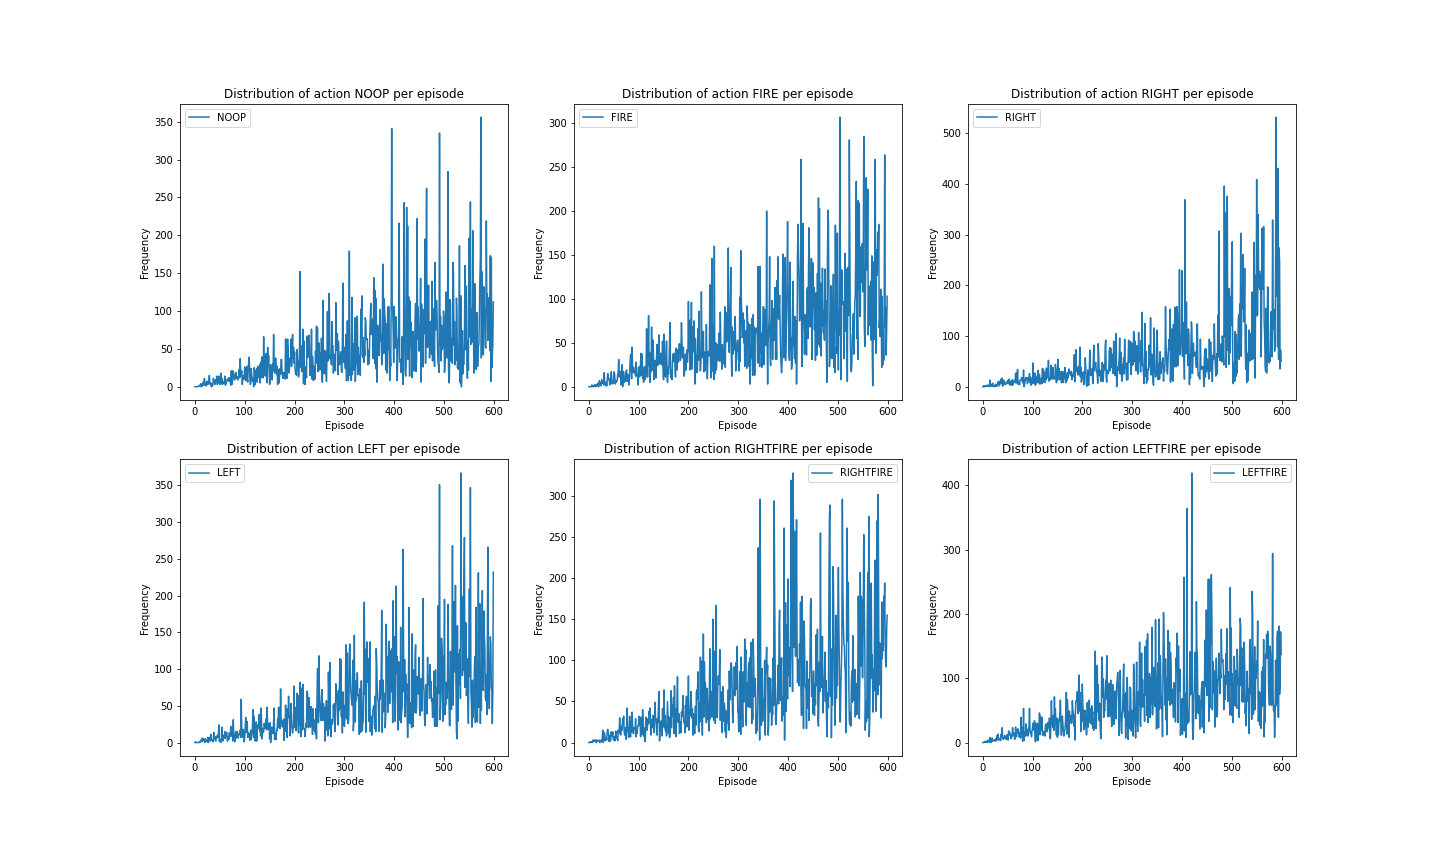 Distribution of action NOOP per episode
NOOP
350
300
250
200
150
100
50
0
Frequency
0 100 200 300 400 500 600
Episode
Distribution of action FIRE per episode
FIRE
300
250
200
150
100
50
0
Frequency
0 100 200 300 400 500 600
Episode
Distribution of action RIGHT per episode
RIGHT
500
400
300
200
100
0
Frequency
0 100 200 300 400 500 600
Episode
Distribution of action LEFT per episode
LEFT
350
300
250
200
150
100
50
0
Frequency
0 100 200 300 400 500 600
Episode
Distribution of action RIGHTFIRE per episode
RIGHTFIRE
300
250
200
150
100
50
0
Frequency
0 100 200 300 400 500 600
Episode
Distribution of action LEFTFIRE per episode
LEFTFIRE
400
300
200
100
0
Frequency
0 100 200 300 400 500 600
Episode